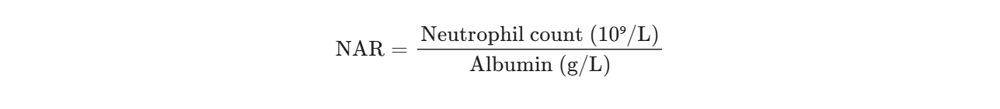 NAR = Neutrophil count (10⁹/L)
Albumin (g/L)